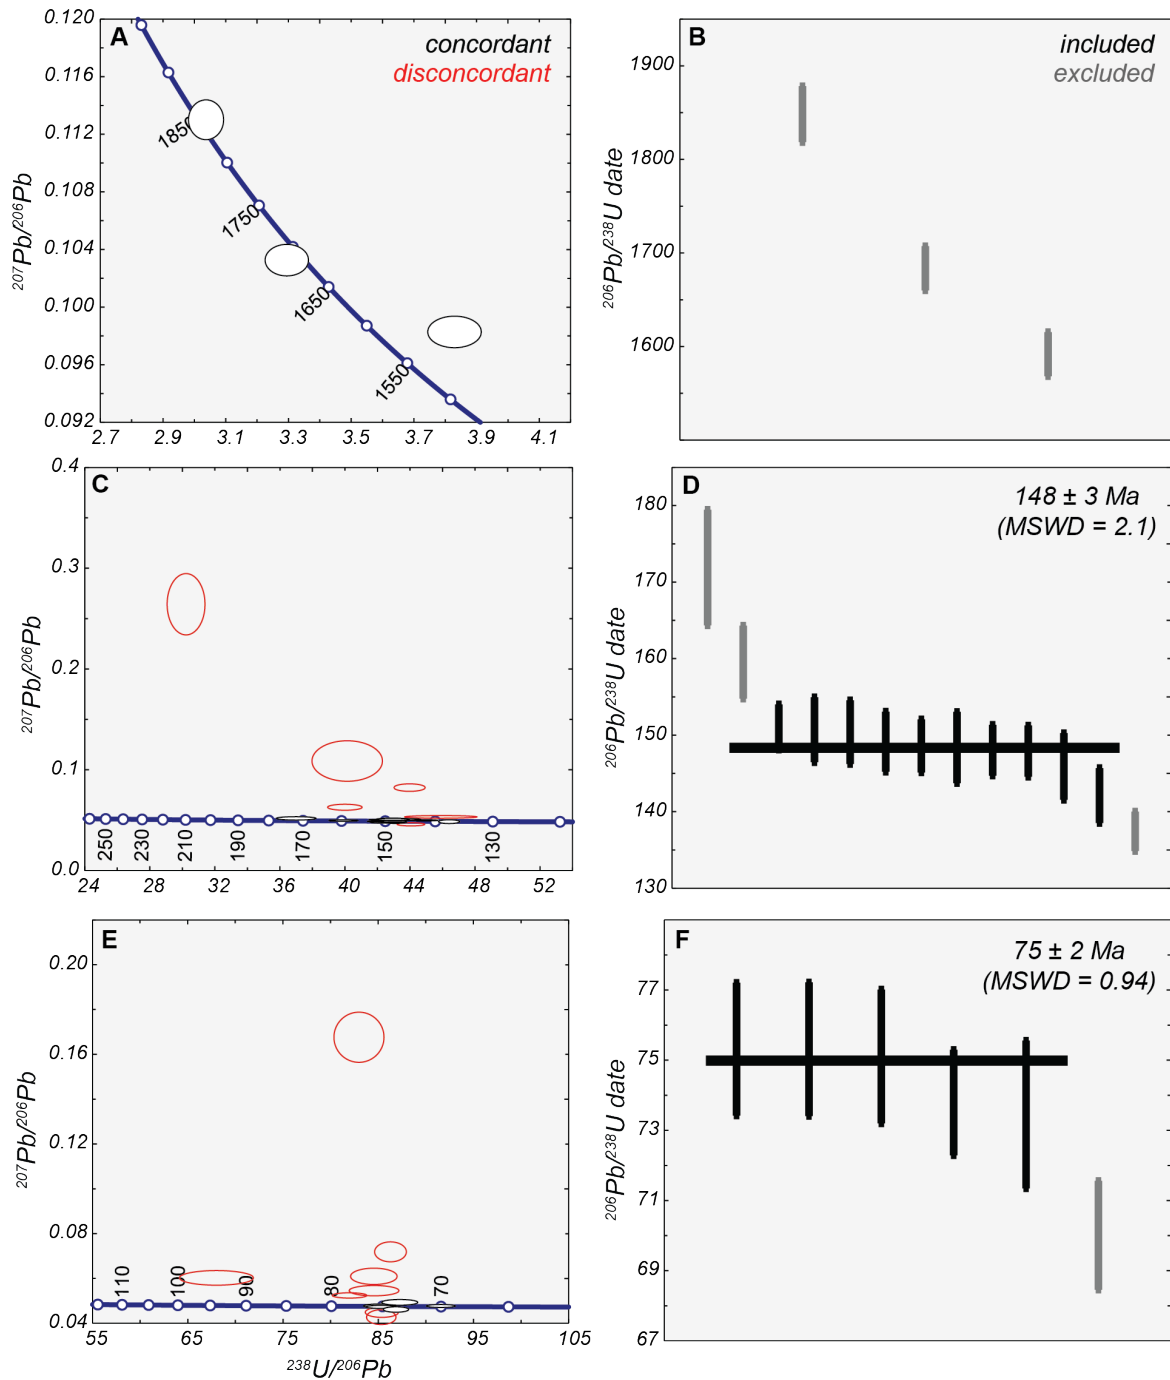 A
concordant
disconcordant
0.120
0.116
0.112
0.108
0.104
0.100
0.096
0.092
²⁰⁷Pb/²⁰⁶Pb
1850
1750
1650
1550
2.7 2.9 3.1 3.3 3.5 3.7 3.9 4.1
B
included
excluded
1900
1800
1700
1600
²⁰⁶Pb/²³⁸U date
C
0.4
0.3
0.2
0.1
0.0
²⁰⁷Pb/²⁰⁶Pb
250 230 210 190 170 150 130
24 28 32 36 40 44 48 52
D
148 ± 3 Ma
(MSWD = 2.1)
180
170
160
150
140
130
²⁰⁶Pb/²³⁸U date
E
0.20
0.16
0.12
0.08
0.04
²⁰⁷Pb/²⁰⁶Pb
110 100 90 80 70
55 65 75 85 95 105
²³⁸U/²⁰⁶Pb
F
75 ± 2 Ma
(MSWD = 0.94)
77
75
73
71
69
67
²⁰⁶Pb/²³⁸U date